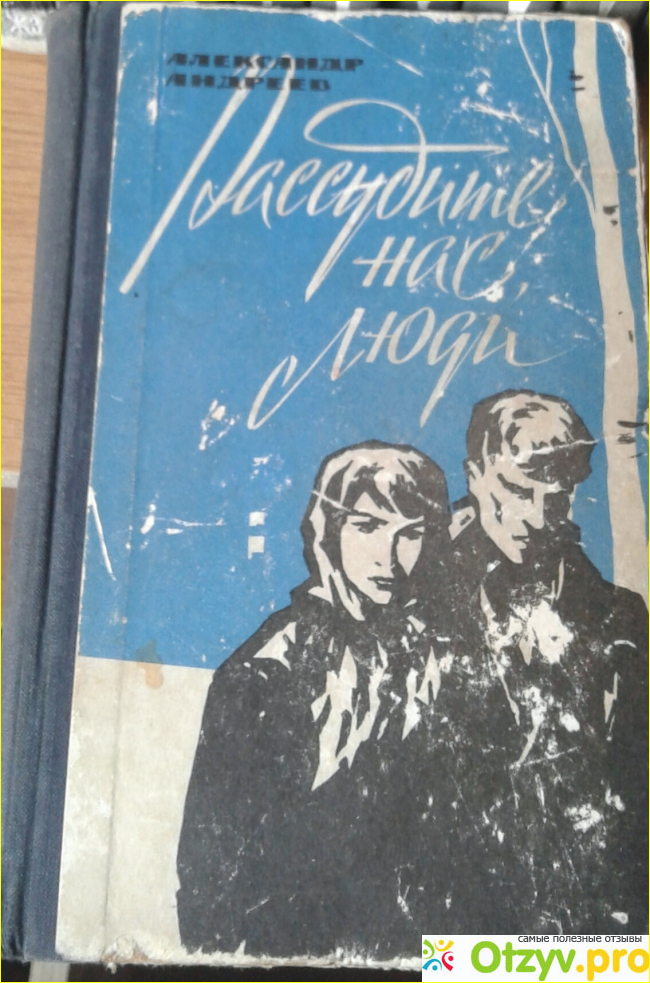 АЛЕКСАНДР
АНДРЕЕВ
Рассудите
нас,
люди
самые полезные отзывы
Otzyv.pro